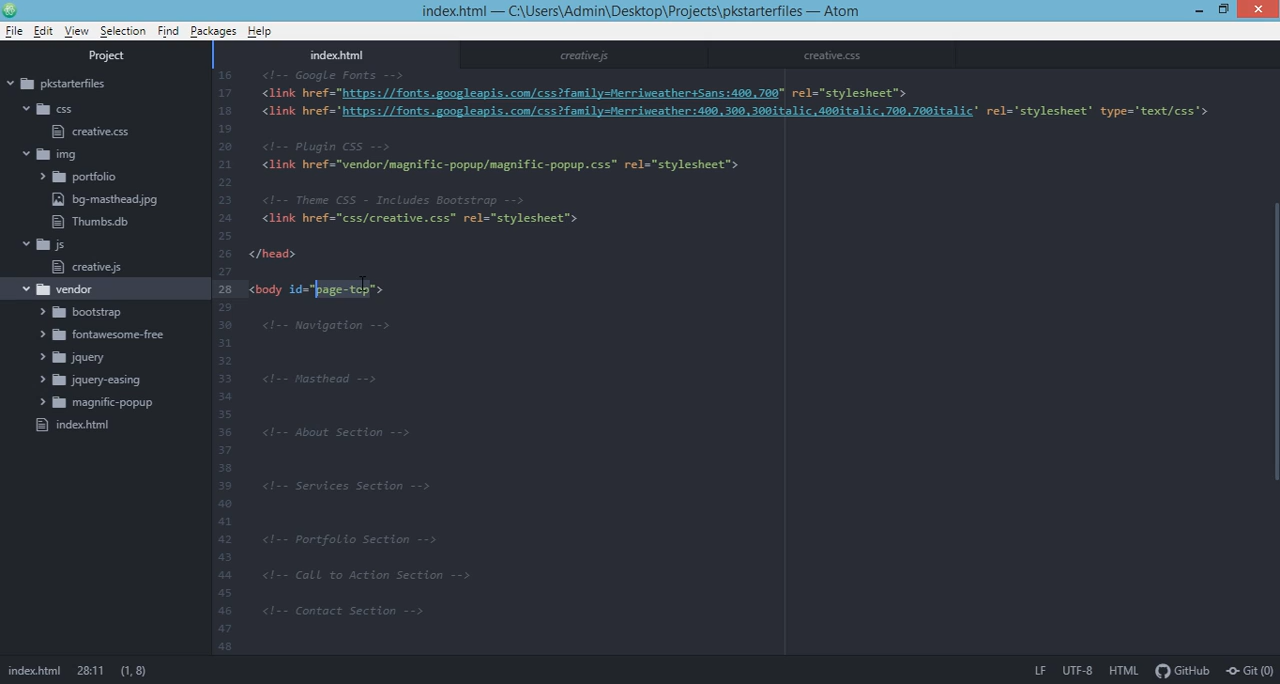 index.html — C:\Users\Admin\Desktop\Projects\pkstarterfiles — Atom
File Edit View Selection Find Packages Help
Project
index.html
creative.js
creative.css
pkstarterfiles
css
creative.css
img
portfolio
bg-masthead.jpg
Thumbs.db
js
creative.js
vendor
bootstrap
fontawesome-free
jquery
jquery-easing
magnific-popup
index.html
16 <!-- Google Fonts -->
17 <link href="https://fonts.googleapis.com/css?family=Merriweather+Sans:400,700" rel="stylesheet">
18 <link href='https://fonts.googleapis.com/css?family=Merriweather:400,300,300italic,400italic,700,700italic' rel='stylesheet' type='text/css'>
19
20 <!-- Plugin CSS -->
21 <link href="vendor/magnific-popup/magnific-popup.css" rel="stylesheet">
22
23 <!-- Theme CSS - Includes Bootstrap -->
24 <link href="css/creative.css" rel="stylesheet">
25
26 </head>
27
28 <body id="page-top">
29
30 <!-- Navigation -->
31
32
33 <!-- Masthead -->
34
35
36 <!-- About Section -->
37
38
39 <!-- Services Section -->
40
41
42 <!-- Portfolio Section -->
43
44 <!-- Call to Action Section -->
45
46 <!-- Contact Section -->
47
48
index.html 28:11 (1, 8) LF UTF-8 HTML GitHub Git (0)